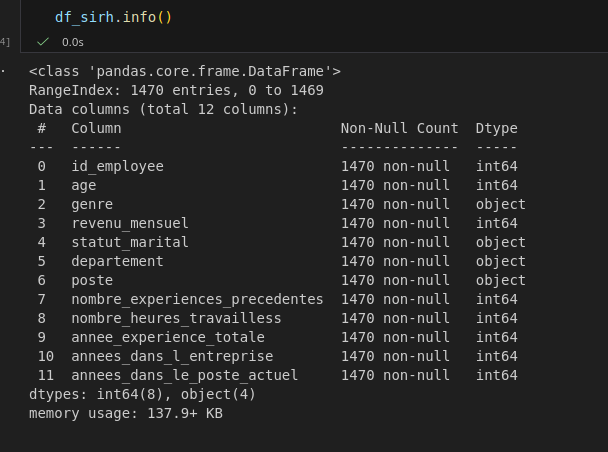 df_sirh.info()
4]
0.0s
<class 'pandas.core.frame.DataFrame'>
RangeIndex: 1470 entries, 0 to 1469
Data columns (total 12 columns):
 #   Column                          Non-Null Count  Dtype
---  ------                          --------------  -----
 0   id_employee                     1470 non-null   int64
 1   age                             1470 non-null   int64
 2   genre                           1470 non-null   object
 3   revenu_mensuel                  1470 non-null   int64
 4   statut_marital                  1470 non-null   object
 5   departement                     1470 non-null   object
 6   poste                           1470 non-null   object
 7   nombre_experiences_precedentes  1470 non-null   int64
 8   nombre_heures_travailless       1470 non-null   int64
 9   annee_experience_totale         1470 non-null   int64
 10  annees_dans_l_entreprise        1470 non-null   int64
 11  annees_dans_le_poste_actuel     1470 non-null   int64
dtypes: int64(8), object(4)
memory usage: 137.9+ KB